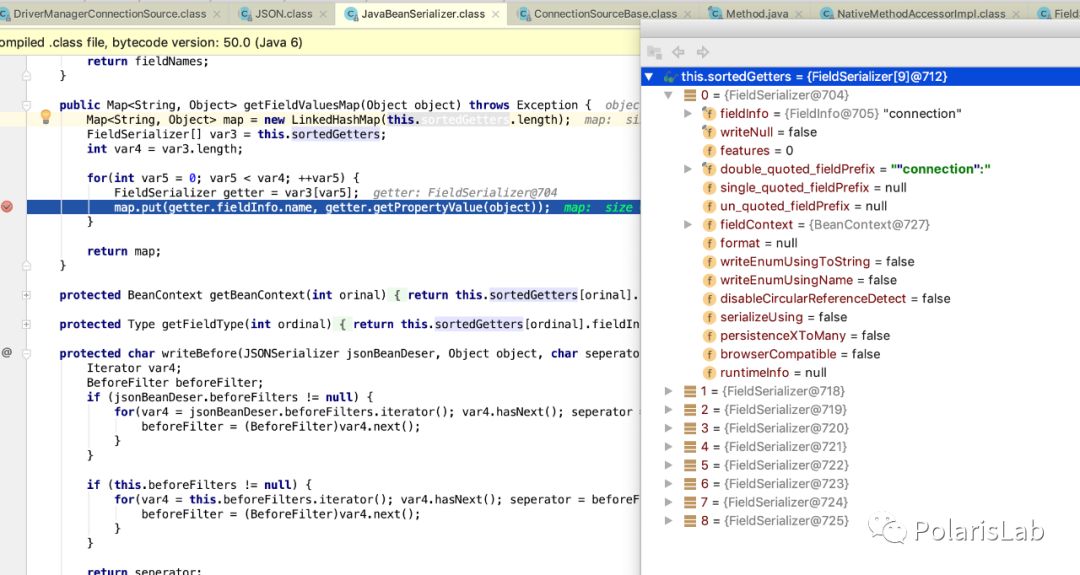 DriverManagerConnectionSource.class
JSON.class
JavaBeanSerializer.class
ConnectionSourceBase.class
Method.java
NativeMethodAccessorImpl.class
Field
ompiled .class file, bytecode version: 50.0 (Java 6)
return fieldNames;
}
public Map<String, Object> getFieldValuesMap(Object object) throws Exception {  objec
Map<String, Object> map = new LinkedHashMap(this.sortedGetters.length);  map:  si
FieldSerializer[] var3 = this.sortedGetters;
int var4 = var3.length;
for(int var5 = 0; var5 < var4; ++var5) {
FieldSerializer getter = var3[var5];  getter: FieldSerializer@704
map.put(getter.fieldInfo.name, getter.getPropertyValue(object));  map:  size
}
return map;
}
protected BeanContext getBeanContext(int orinal) { return this.sortedGetters[orinal].
protected Type getFieldType(int ordinal) { return this.sortedGetters[ordinal].fieldIn
@
protected char writeBefore(JSONSerializer jsonBeanDeser, Object object, char seperato
Iterator var4;
BeforeFilter beforeFilter;
if (jsonBeanDeser.beforeFilters != null) {
for(var4 = jsonBeanDeser.beforeFilters.iterator(); var4.hasNext(); seperator =
beforeFilter = (BeforeFilter)var4.next();
}
}
if (this.beforeFilters != null) {
for(var4 = this.beforeFilters.iterator(); var4.hasNext(); seperator = beforeF
beforeFilter = (BeforeFilter)var4.next();
}
}
return seperator;
this.sortedGetters = {FieldSerializer[9]@712}
0 = {FieldSerializer@704}
fieldInfo = {FieldInfo@705} "connection"
writeNull = false
features = 0
double_quoted_fieldPrefix = ""connection":"
single_quoted_fieldPrefix = null
un_quoted_fieldPrefix = null
fieldContext = {BeanContext@727}
format = null
writeEnumUsingToString = false
writeEnumUsingName = false
disableCircularReferenceDetect = false
serializeUsing = false
persistenceXToMany = false
browserCompatible = false
runtimeInfo = null
1 = {FieldSerializer@718}
2 = {FieldSerializer@719}
3 = {FieldSerializer@720}
4 = {FieldSerializer@721}
5 = {FieldSerializer@722}
6 = {FieldSerializer@723}
7 = {FieldSerializer@724}
8 = {FieldSerializer@725}
PolarisLab